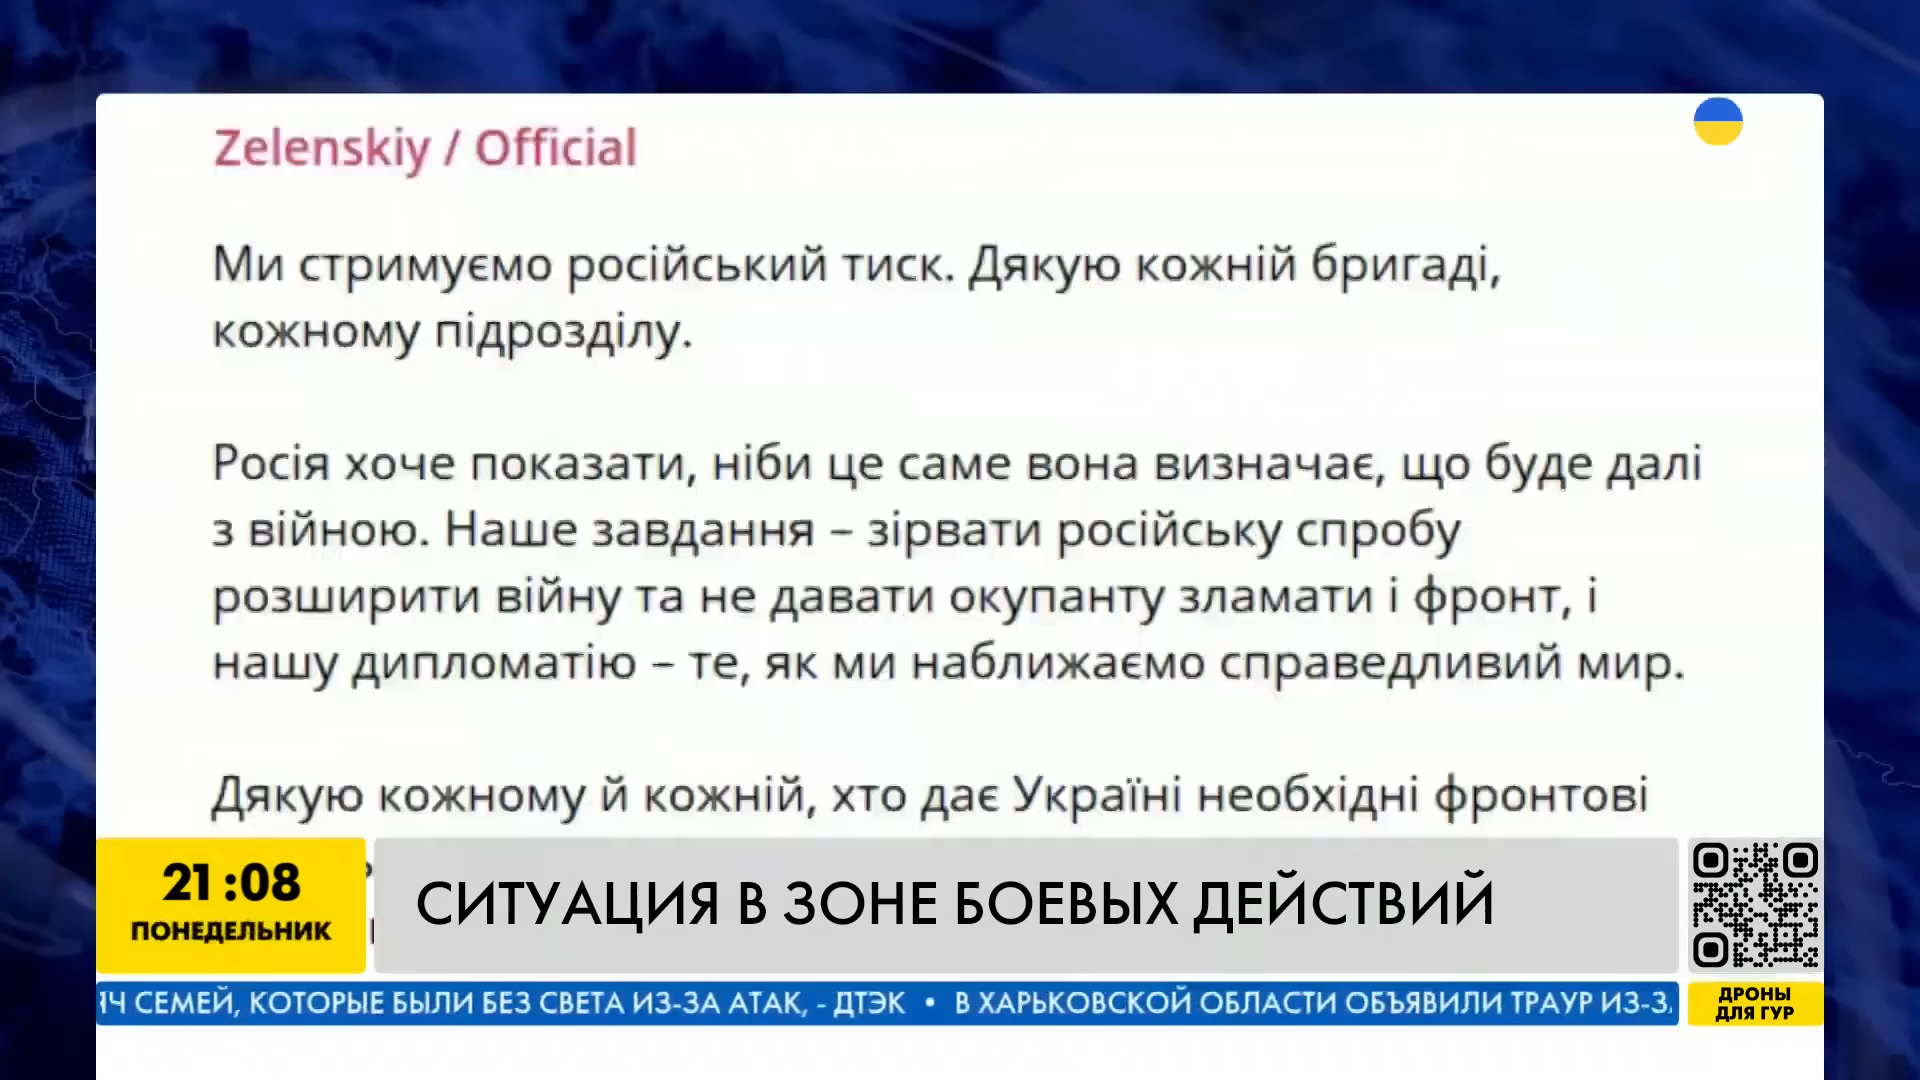 Zelenskiy / Official
Ми стримуємо російський тиск. Дякую кожній бригаді,
кожному підрозділу.
Росія хоче показати, ніби це саме вона визначає, що буде далі
з війною. Наше завдання – зірвати російську спробу
розширити війну та не давати окупанту зламати і фронт, і
нашу дипломатію – те, як ми наближаємо справедливий мир.
Дякую кожному й кожній, хто дає Україні необхідні фронтові
21:08
ПОНЕДЕЛЬНИК
СИТУАЦИЯ В ЗОНЕ БОЕВЫХ ДЕЙСТВИЙ
СЕМЕЙ, КОТОРЫЕ БЫЛИ БЕЗ СВЕТА ИЗ-ЗА АТАК, - ДТЭК • В ХАРЬКОВСКОЙ ОБЛАСТИ ОБЪЯВИЛИ ТРАУР ИЗ-З
ДРОНЫ
ДЛЯ ГУР